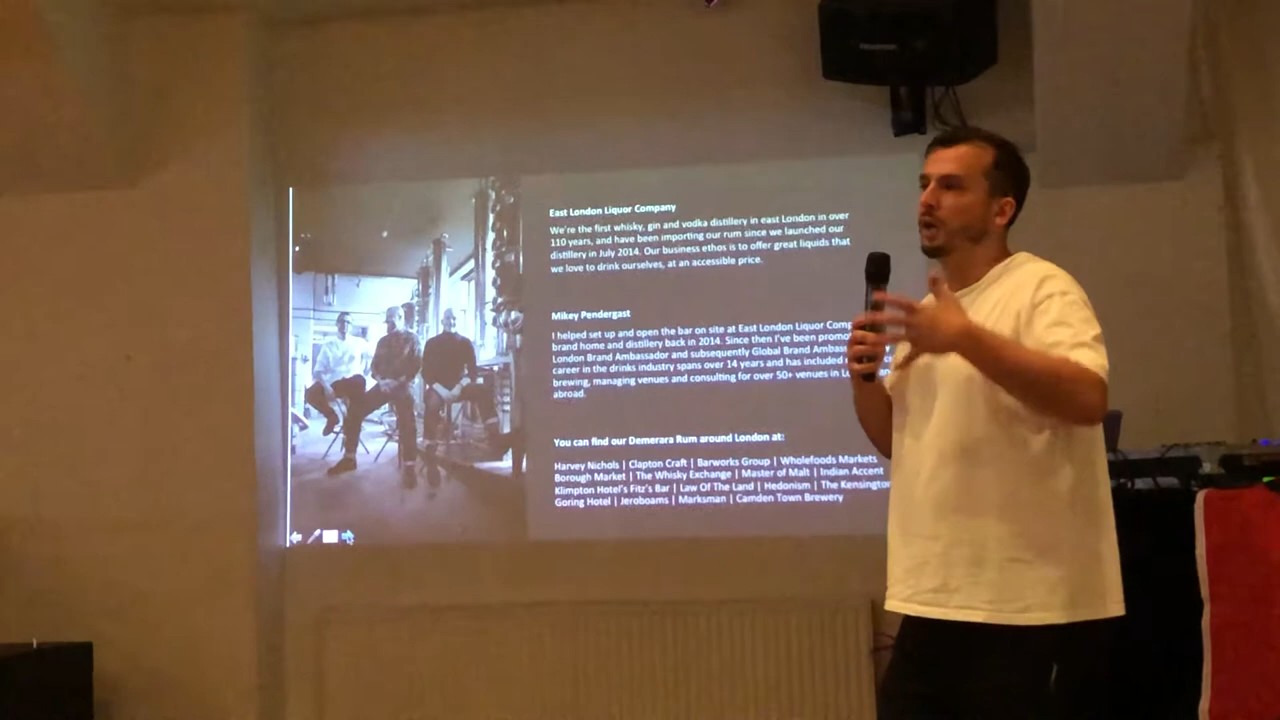 East London Liquor Company
We're the first whisky, gin and vodka distillery in east London in over
110 years, and have been importing our rum since we launched our
distillery in July 2014. Our business ethos is to offer great liquids that
we love to drink ourselves, at an accessible price.
Mikey Pendergast
I helped set up and open the bar on site at East London Liquor
brand home and distillery back in 2014. Since then I've been
London Brand Ambassador and subsequently Global Brand
career in the drinks industry spans over 14 years and has included
brewing, managing venues and consulting for over 50+ venues in
abroad.
You can find our Demerara Rum around London at:
Harvey Nichols | Clapton Craft | Barworks Group | Wholefoods Markets
Borough Market | The Whisky Exchange | Master of Malt | Indian Accent
Klimpton Hotel's Fitz's Bar | Law Of The Land | Hedonism | The Kensington
Goring Hotel | Jeroboams | Marksman | Camden Town Brewery